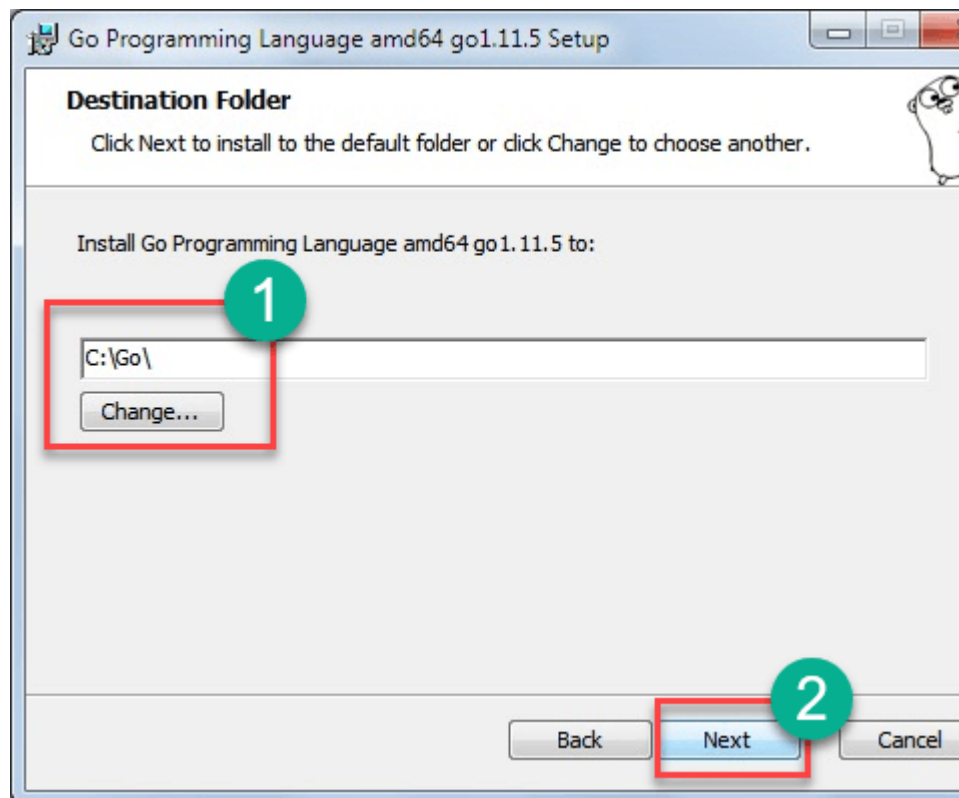 Go Programming Language amd64 go1.11.5 Setup
Destination Folder
Click Next to install to the default folder or click Change to choose another.
Install Go Programming Language amd64 go1.11.5 to:
1
C:\Go\
Change...
2
Back Next Cancel